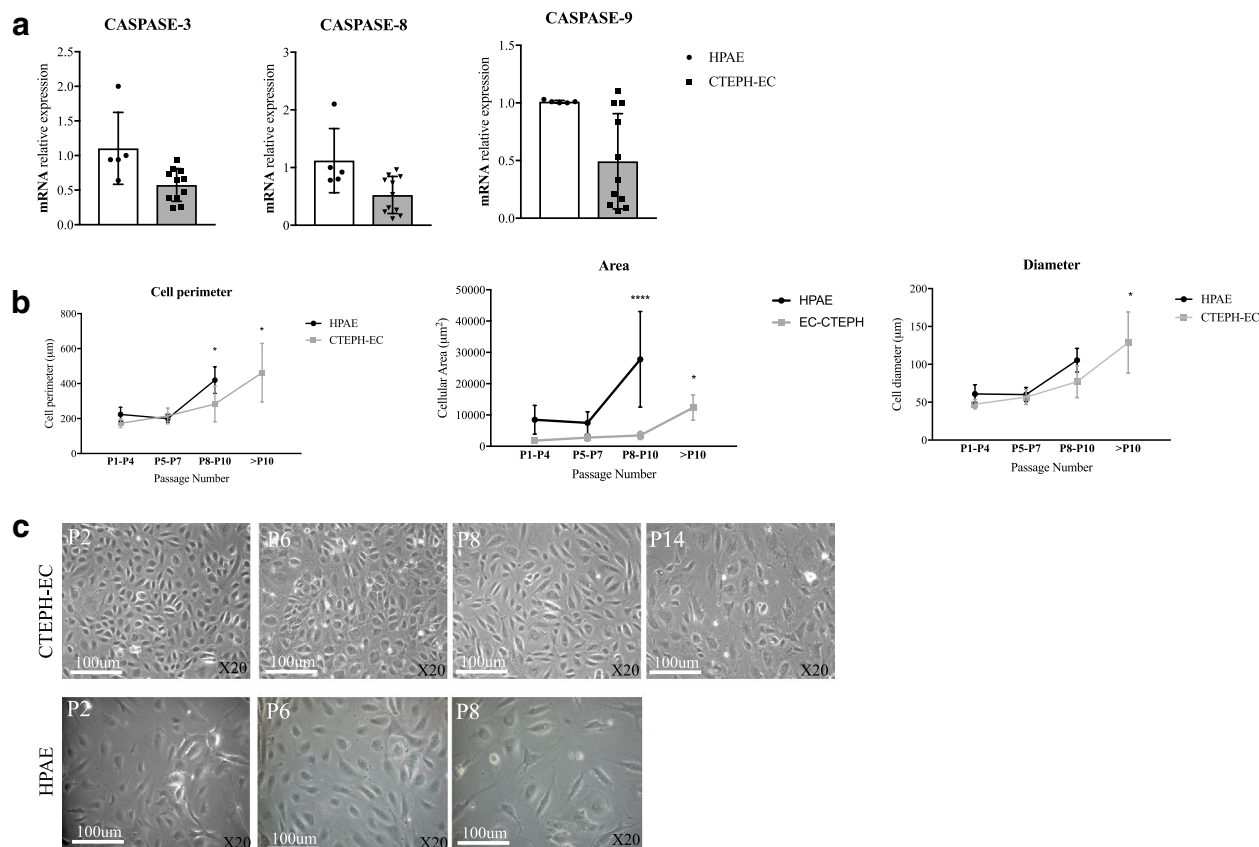 a
CASPASE-3
mRNA relative expression
2.5
2.0
1.5
1.0
0.5
0.0
CASPASE-8
mRNA relative expression
3
2
1
0
CASPASE-9
mRNA relative expression
1.5
1.0
0.5
0.0
HPAE
CTEPH-EC
b
Cell perimeter
Cell perimeter (µm)
800
600
400
200
0
*
*
P1-P4 P5-P7 P8-P10 >P10
Passage Number
HPAE
CTEPH-EC
Area
Cellular Area (µm²)
50000
40000
30000
20000
10000
0
****
*
P1-P4 P5-P7 P8-P10 >P10
Passage Number
HPAE
EC-CTEPH
Diameter
Cell diameter (µm)
200
150
100
50
0
*
P1-P4 P5-P7 P8-P10 >P10
Passage Number
HPAE
CTEPH-EC
c
CTEPH-EC
P2
100um
X20
P6
100um
X20
P8
100um
X20
P14
100um
X20
HPAE
P2
100um
X20
P6
100um
X20
P8
100um
X20